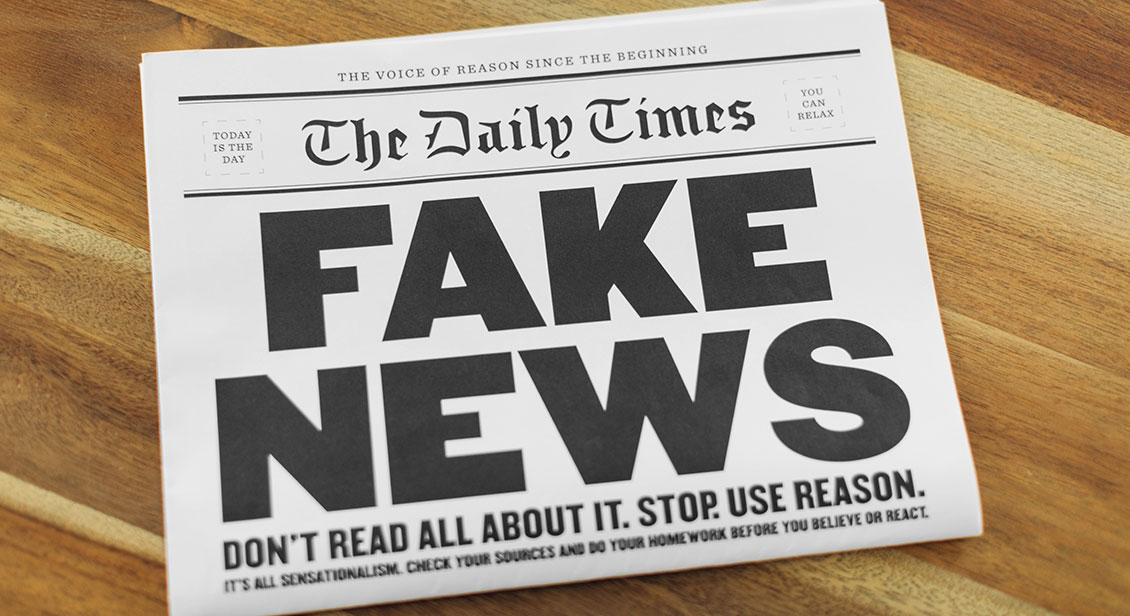 THE VOICE OF REASON SINCE THE BEGINNING
TODAY
IS THE
DAY
The Daily Times
YOU
CAN
RELAX
FAKE
NEWS
DON'T READ ALL ABOUT IT. STOP. USE REASON.
IT'S ALL SENSATIONALISM. CHECK YOUR SOURCES AND DO YOUR HOMEWORK BEFORE YOU BELIEVE OR REACT.